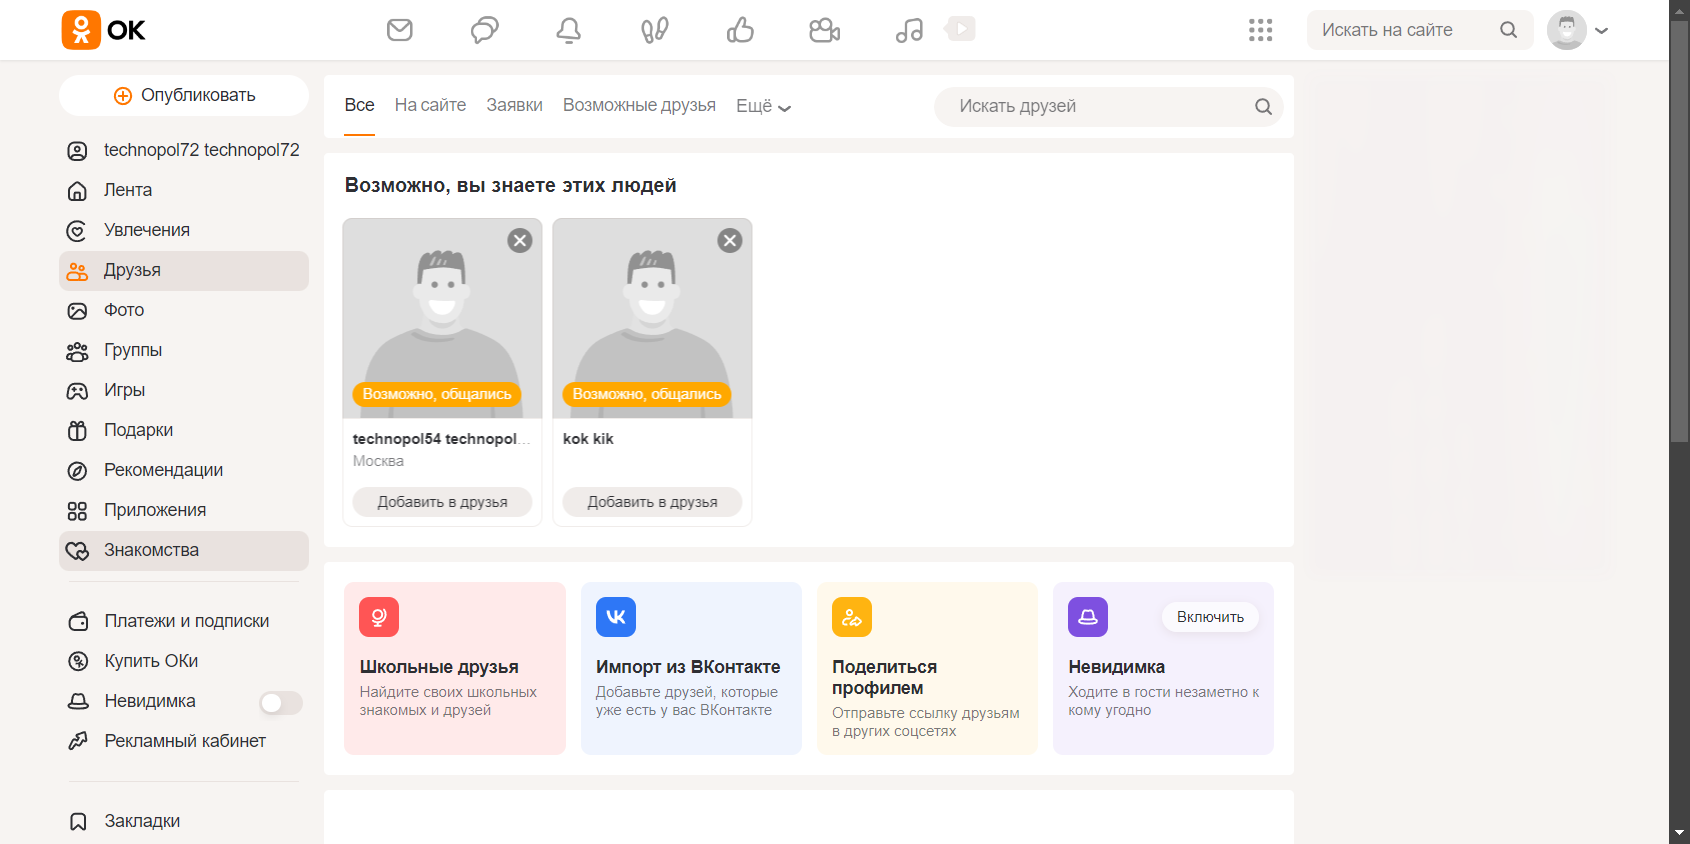 ОК
Искать на сайте
Опубликовать
technopol72 technopol72
Лента
Увлечения
Друзья
Фото
Группы
Игры
Подарки
Рекомендации
Приложения
Знакомства
Платежи и подписки
Купить ОКи
Невидимка
Рекламный кабинет
Закладки
Все На сайте Заявки Возможные друзья Ещё
Искать друзей
Возможно, вы знаете этих людей
Возможно, общались
technopol54 technopol...
Москва
Добавить в друзья
Возможно, общались
kok kik
Добавить в друзья
Школьные друзья
Найдите своих школьных
знакомых и друзей
Импорт из ВКонтакте
Добавьте друзей, которые
уже есть у вас ВКонтакте
Поделиться
профилем
Отправьте ссылку друзьям
в других соцсетях
Включить
Невидимка
Ходите в гости незаметно к
кому угодно